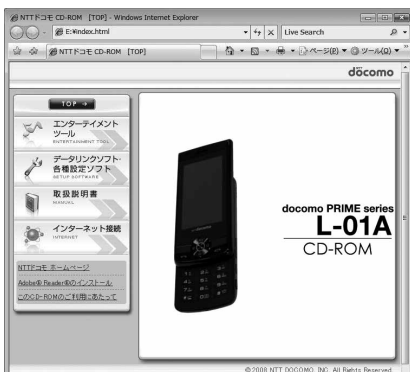 NTTドコモ CD-ROM [TOP] - Windows Internet Explorer
E:¥index.html
Live Search
NTTドコモ CD-ROM [TOP]
ページ(P) ツール(O)
döcomo
TOP
エンターテイメント
ツール
ENTERTAINMENT TOOL
データリンクソフト・
各種設定ソフト
SETUP SOFTWARE
取扱説明書
MANUAL
インターネット接続
INTERNET
NTTドコモ ホームページ
Adobe® Reader®のインストール
このCD-ROMのご利用にあたって
docomo PRIME series
L-01A
CD-ROM
© 2008 NTT DOCOMO, INC. All Rights Reserved.